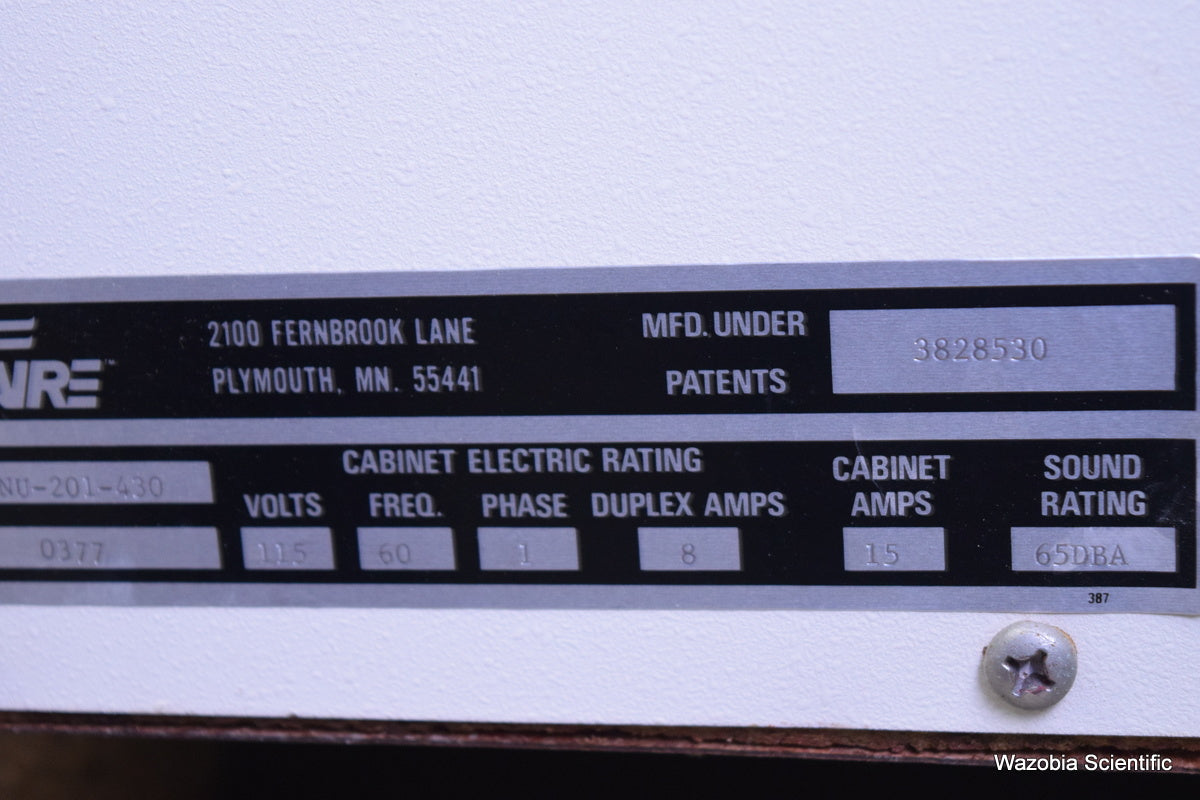 AIRE™
2100 FERNBROOK LANE
PLYMOUTH, MN. 55441
MFD. UNDER
PATENTS
3828530
NU-201-430
0377
CABINET ELECTRIC RATING
VOLTS FREQ. PHASE DUPLEX AMPS
115 60 1 8
CABINET
AMPS
15
SOUND
RATING
65DBA
387
Wazobia Scientific